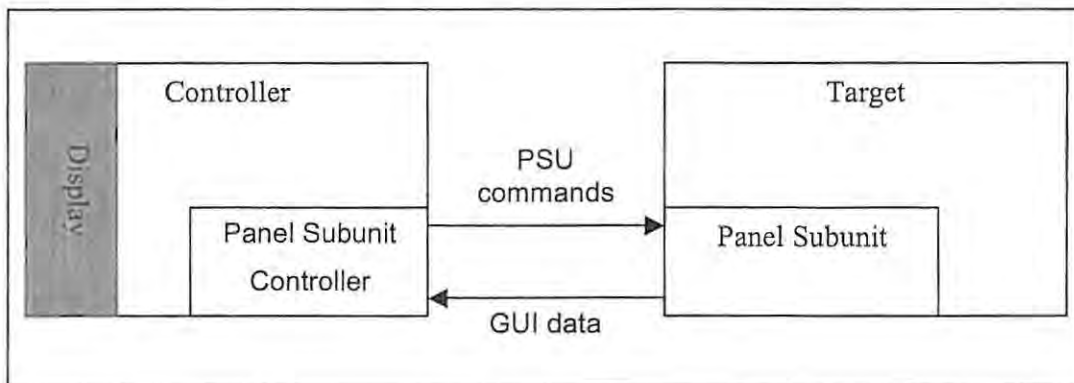 Display
Controller
Target
PSU
commands
Panel Subunit
Controller
Panel Subunit
GUI data